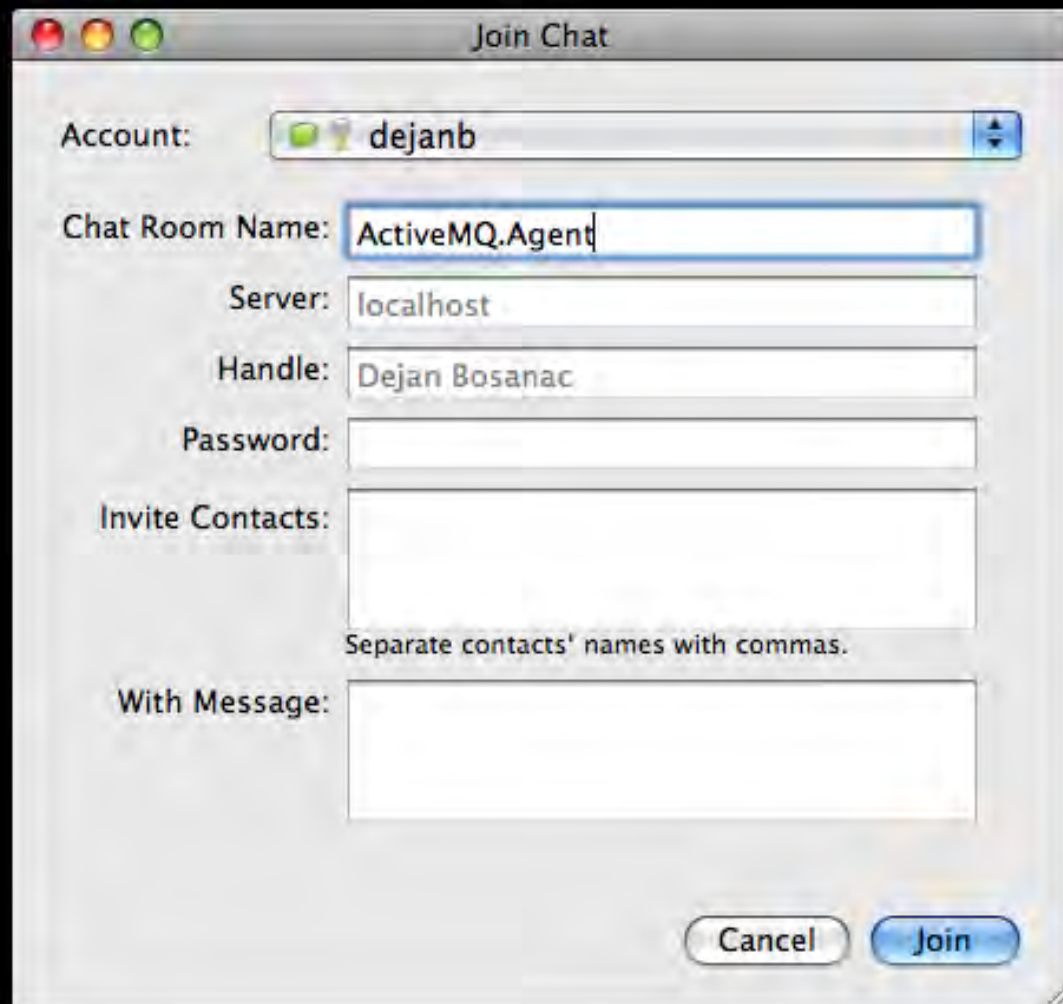 Join Chat
Account: dejanb
Chat Room Name: ActiveMQ.Agent
Server: localhost
Handle: Dejan Bosanac
Password:
Invite Contacts:
Separate contacts' names with commas.
With Message:
Cancel Join